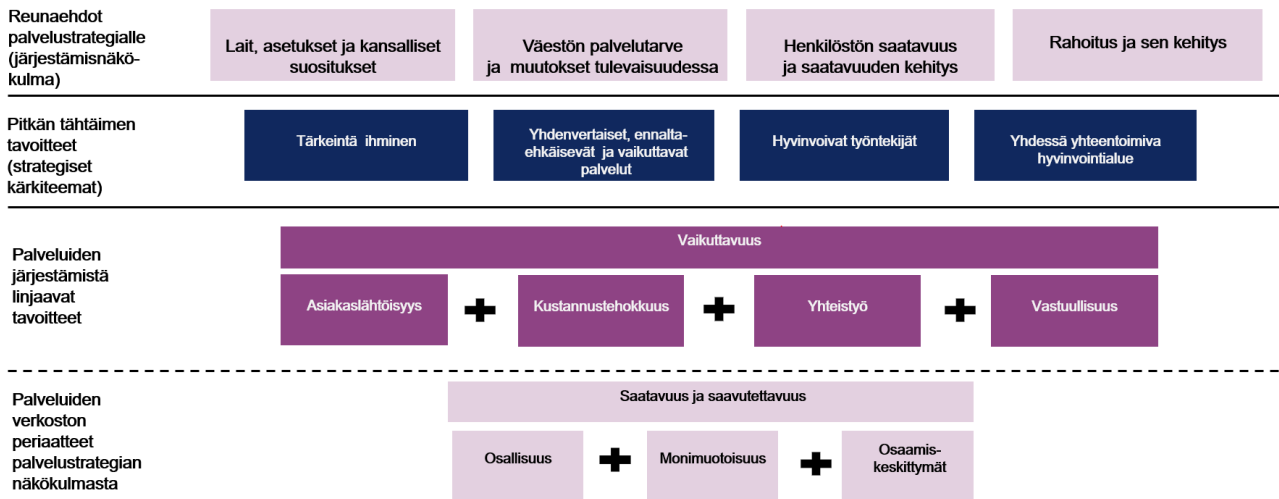 Reunaehdot
palvelustrategialle
(järjestämisnäkö-
kulma)
Lait, asetukset ja kansalliset
suositukset
Väestön palvelutarve
ja muutokset tulevaisuudessa
Henkilöstön saatavuus
ja saatavuuden kehitys
Rahoitus ja sen kehitys
Pitkän tähtäimen
tavoitteet
(strategiset
kärkiteemat)
Tärkeintä ihminen
Yhdenvertaiset, ennalta-
ehkäisevät ja vaikuttavat
palvelut
Hyvinvoivat työntekijät
Yhdessä yhteentoimiva
hyvinvointialue
Palveluiden
järjestämistä
linjaavat
tavoitteet
Vaikuttavuus
Asiakaslähtöisyys
Kustannustehokkuus
Yhteistyö
Vastuullisuus
Palveluiden
verkoston
periaatteet
palvelustrategian
näkökulmasta
Saatavuus ja saavutettavuus
Osallisuus
Monimuotoisuus
Osaamis-
keskittymät